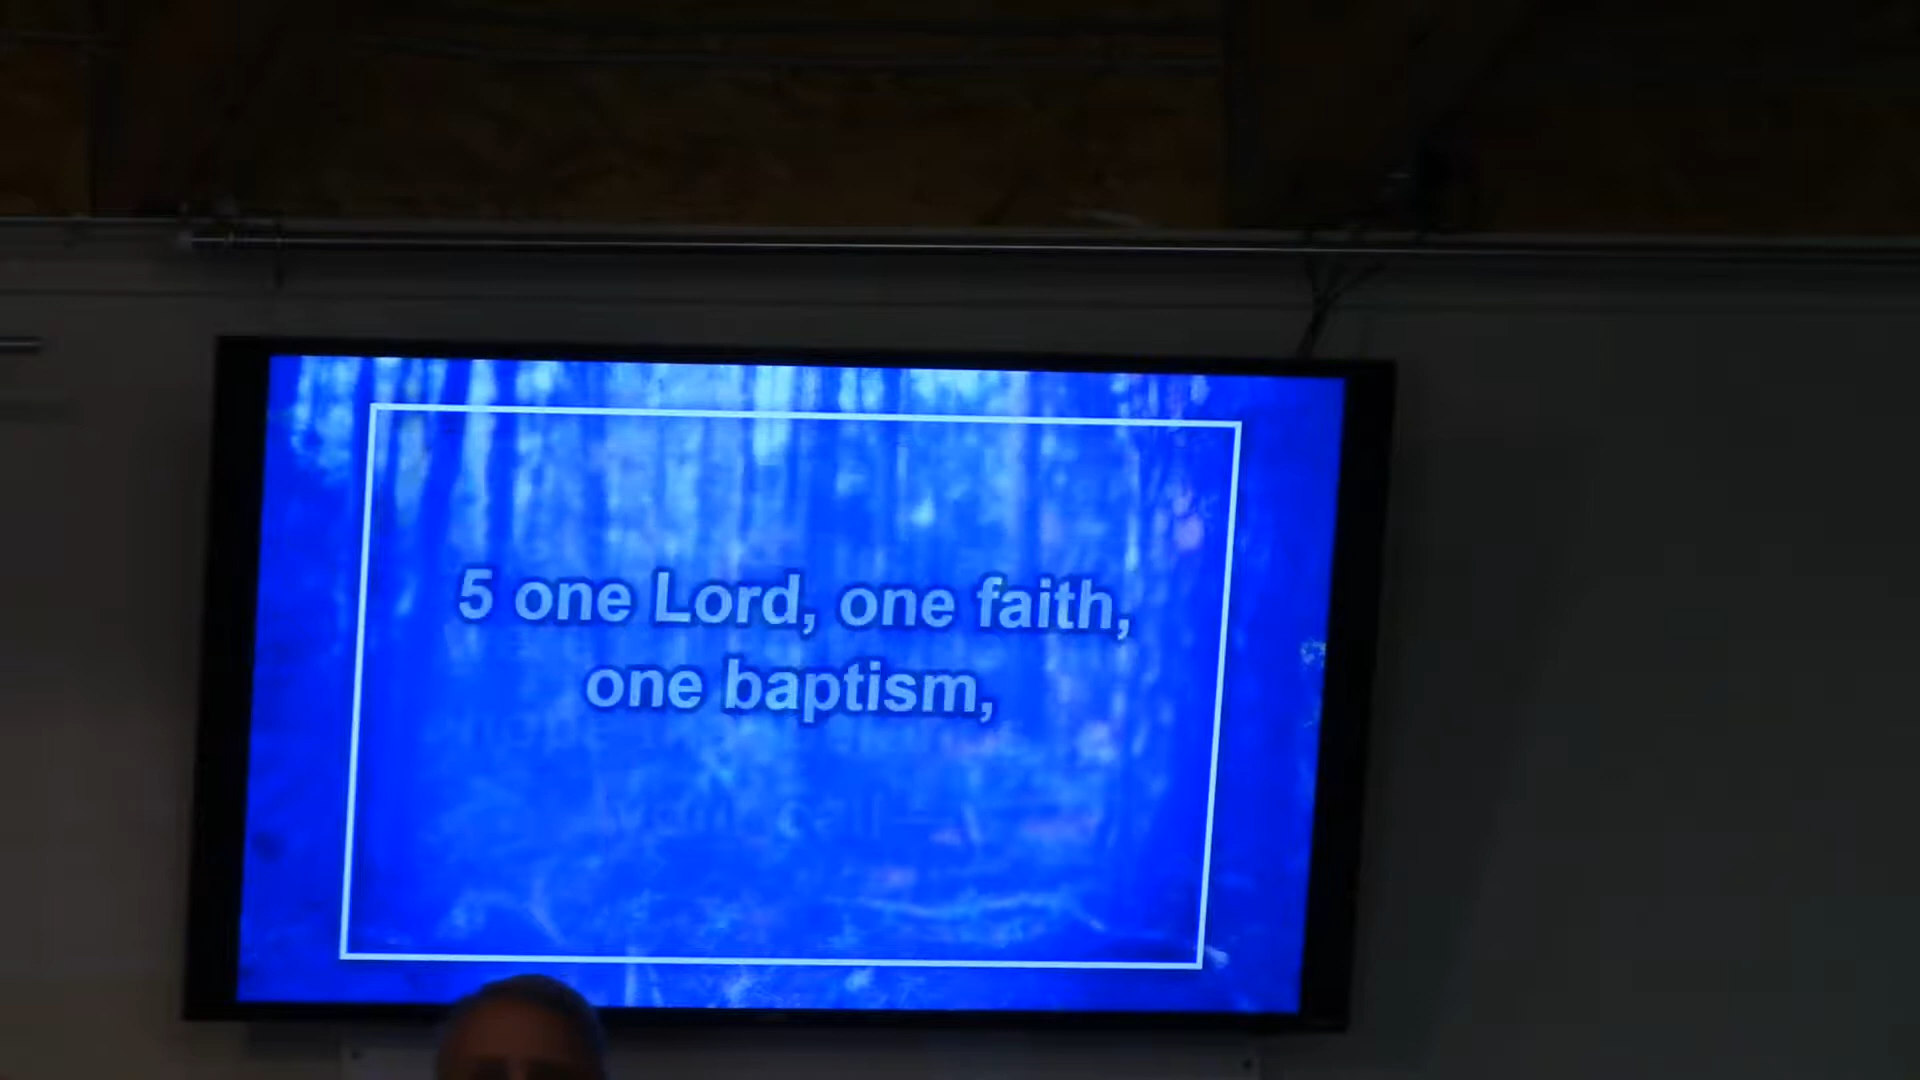 5 one Lord, one faith,
one baptism,